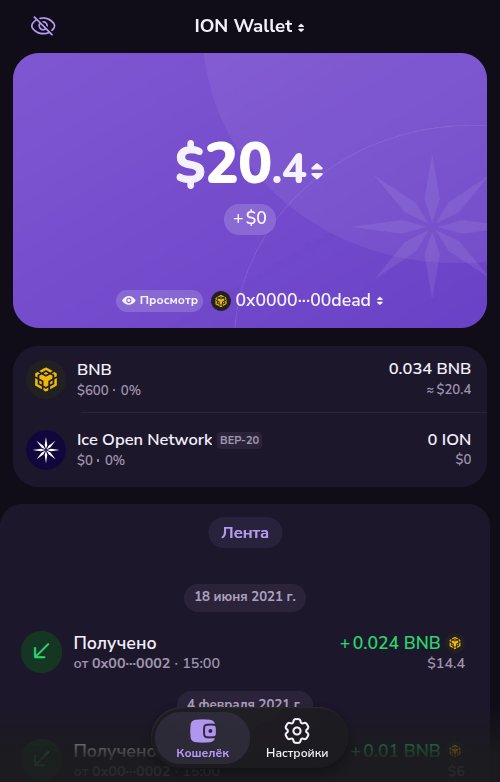 ION Wallet
$20.4
+$0
Просмотр 0x0000···00dead
BNB
0.034 BNB
$600 · 0%
≈ $20.4
Ice Open Network BEP-20
0 ION
$0 · 0%
$0
Лента
18 июня 2021 г.
Получено
+0.024 BNB
от 0x00···0002 · 15:00
$14.4
4 февраля 2021 г.
Получено
+0.01 BNB
от 0x00···0002 · 15:00
$6
Кошелёк
Настройки